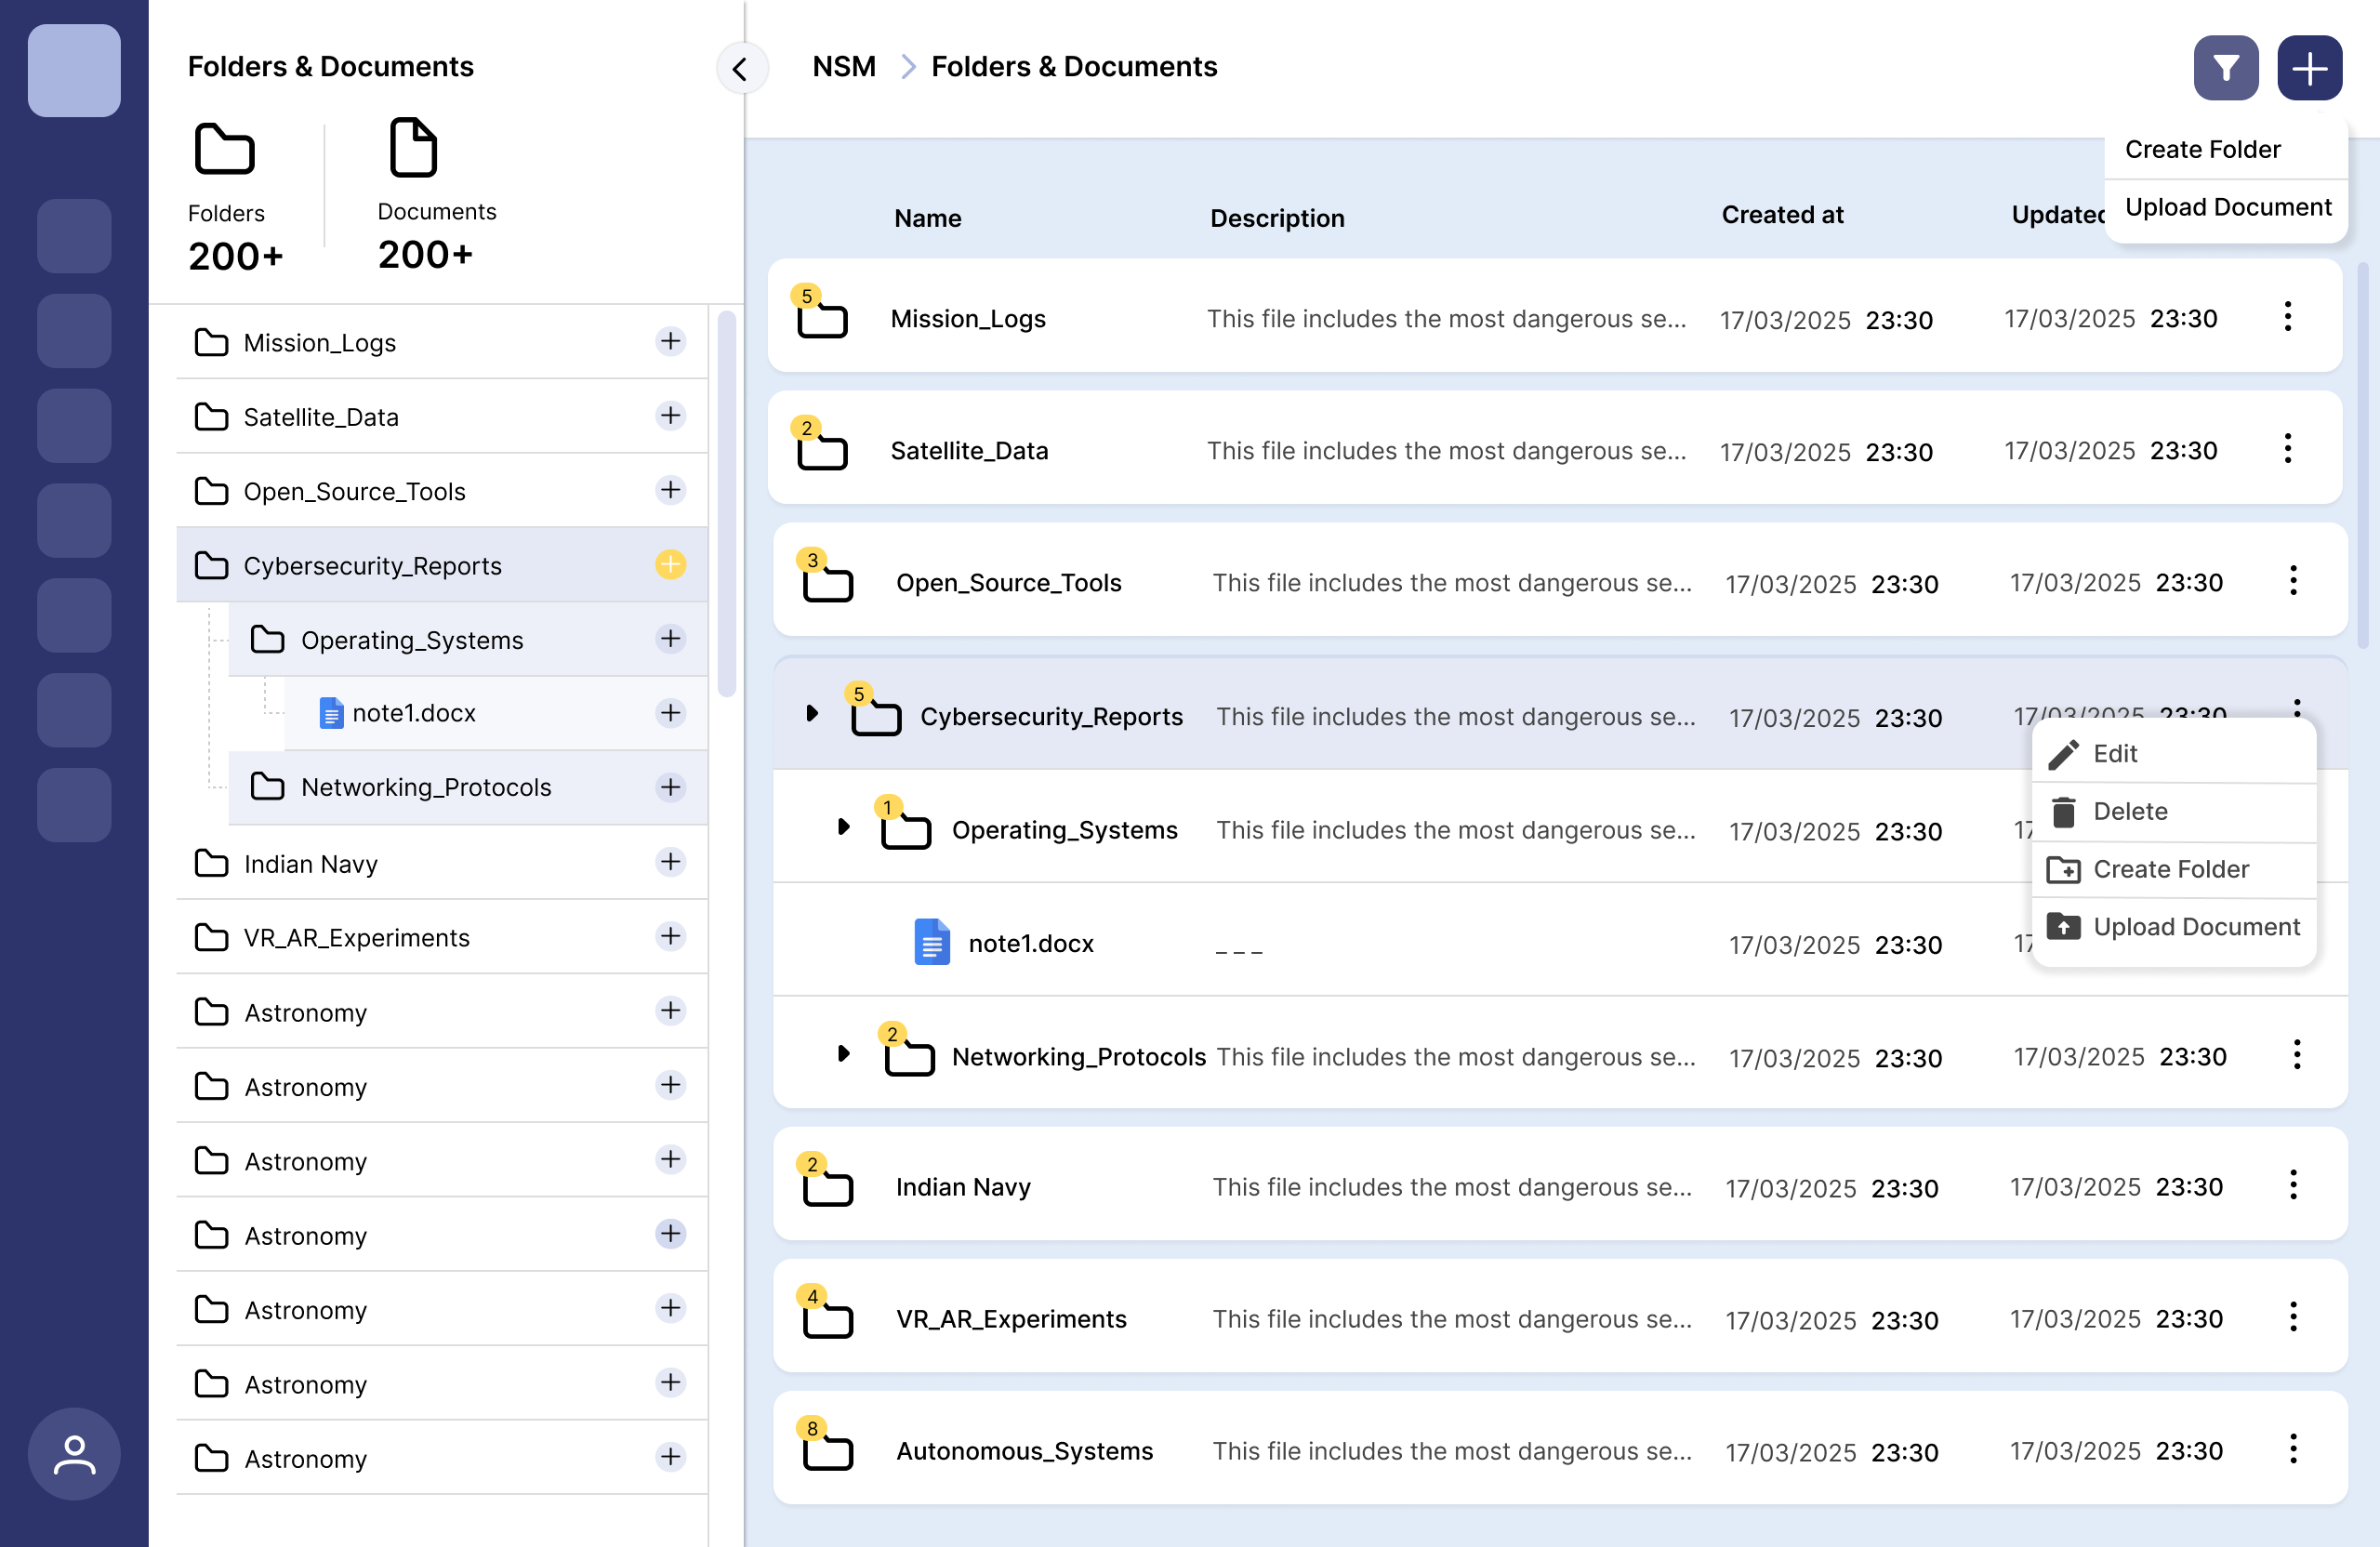 Folders & Documents
Folders
200+
Documents
200+
Mission_Logs
Satellite_Data
Open_Source_Tools
Cybersecurity_Reports
Operating_Systems
note1.docx
Networking_Protocols
Indian Navy
VR_AR_Experiments
Astronomy
Astronomy
Astronomy
Astronomy
Astronomy
Astronomy
Astronomy
NSM > Folders & Documents
Create Folder
Upload Document
Name Description Created at Updated
5 Mission_Logs This file includes the most dangerous se... 17/03/2025 23:30 17/03/2025 23:30
2 Satellite_Data This file includes the most dangerous se... 17/03/2025 23:30 17/03/2025 23:30
3 Open_Source_Tools This file includes the most dangerous se... 17/03/2025 23:30 17/03/2025 23:30
5 Cybersecurity_Reports This file includes the most dangerous se... 17/03/2025 23:30 17/03/2025 23:30
1 Operating_Systems This file includes the most dangerous se... 17/03/2025 23:30 17
note1.docx _ _ _ 17/03/2025 23:30 17
2 Networking_Protocols This file includes the most dangerous se... 17/03/2025 23:30 17/03/2025 23:30
Edit
Delete
Create Folder
Upload Document
2 Indian Navy This file includes the most dangerous se... 17/03/2025 23:30 17/03/2025 23:30
4 VR_AR_Experiments This file includes the most dangerous se... 17/03/2025 23:30 17/03/2025 23:30
8 Autonomous_Systems This file includes the most dangerous se... 17/03/2025 23:30 17/03/2025 23:30